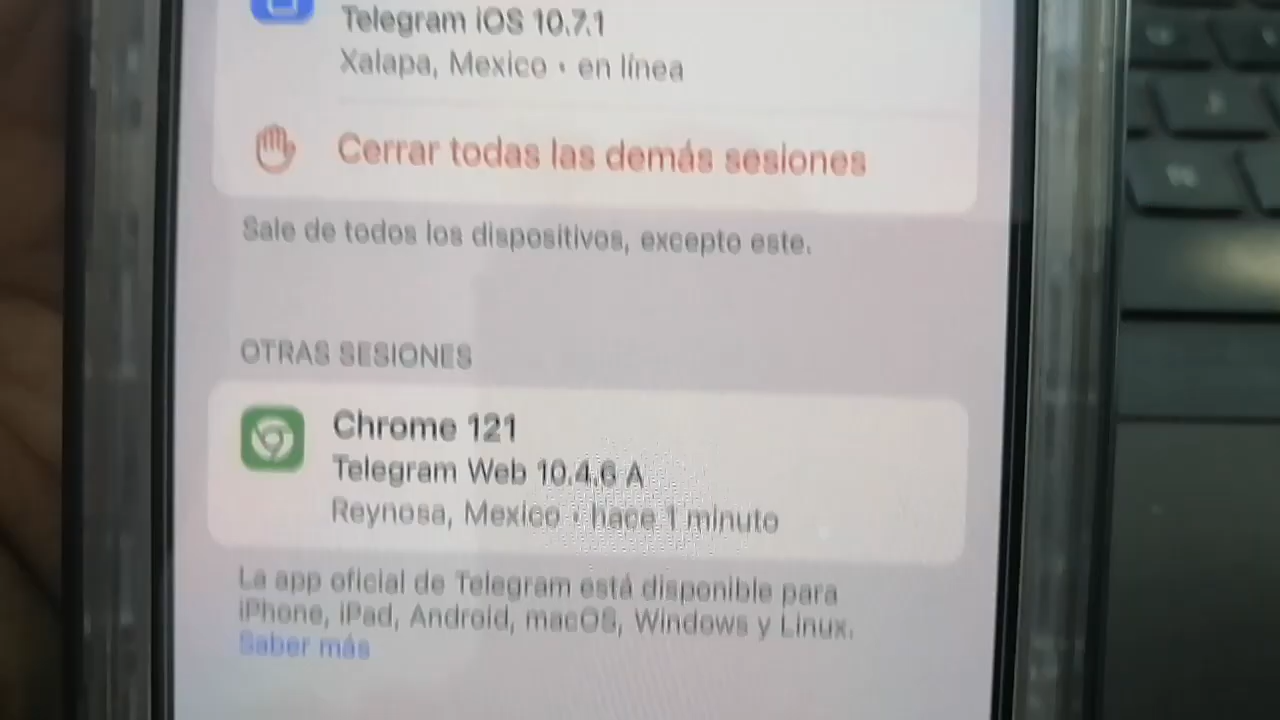 Telegram iOS 10.7.1
Xalapa, Mexico • en línea
Cerrar todas las demás sesiones
Sale de todos los dispositivos, excepto este.
OTRAS SESIONES
Chrome 121
Telegram Web 10.4.6 A
Reynosa, Mexico • hace 1 minuto
La app oficial de Telegram está disponible para
iPhone, iPad, Android, macOS, Windows y Linux.
Saber más